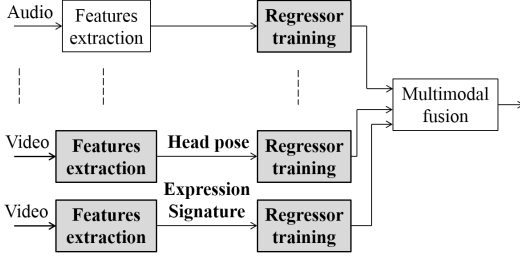 Audio
Features
extraction
Regressor
training
Multimodal
fusion
Video
Features
extraction
Head pose
Regressor
training
Video
Features
extraction
Expression
Signature
Regressor
training